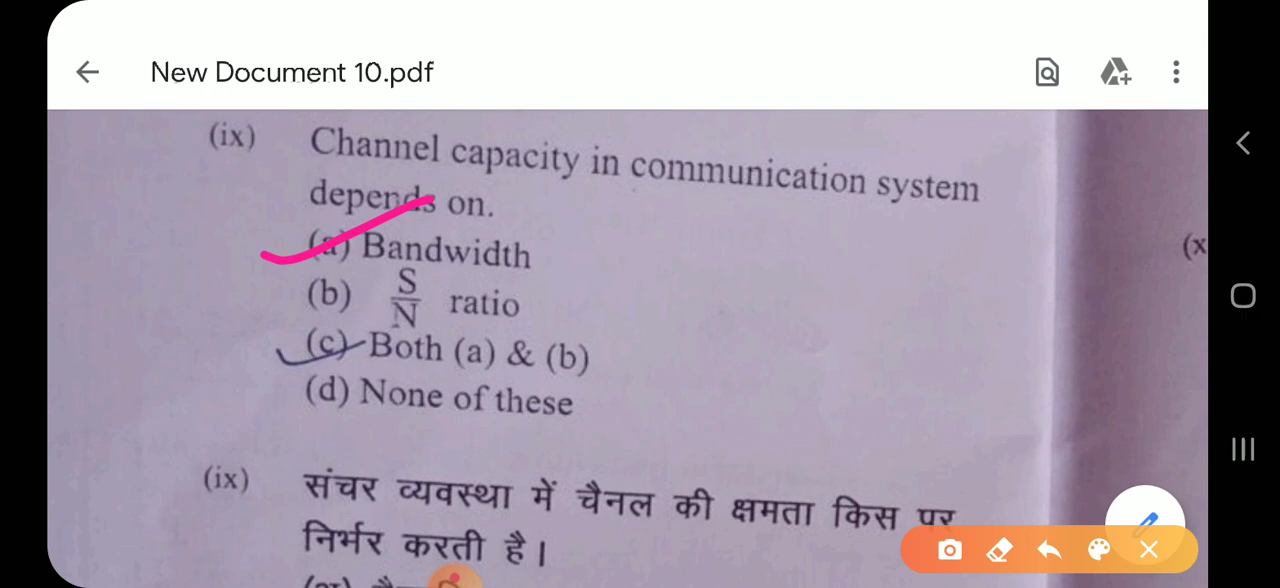 New Document 10.pdf
(ix) Channel capacity in communication system
depends on.
(a) Bandwidth
(b) S/N ratio
(c) Both (a) & (b)
(d) None of these
(x
(ix) संचर व्यवस्था में चैनल की क्षमता किस पर
निर्भर करती है।